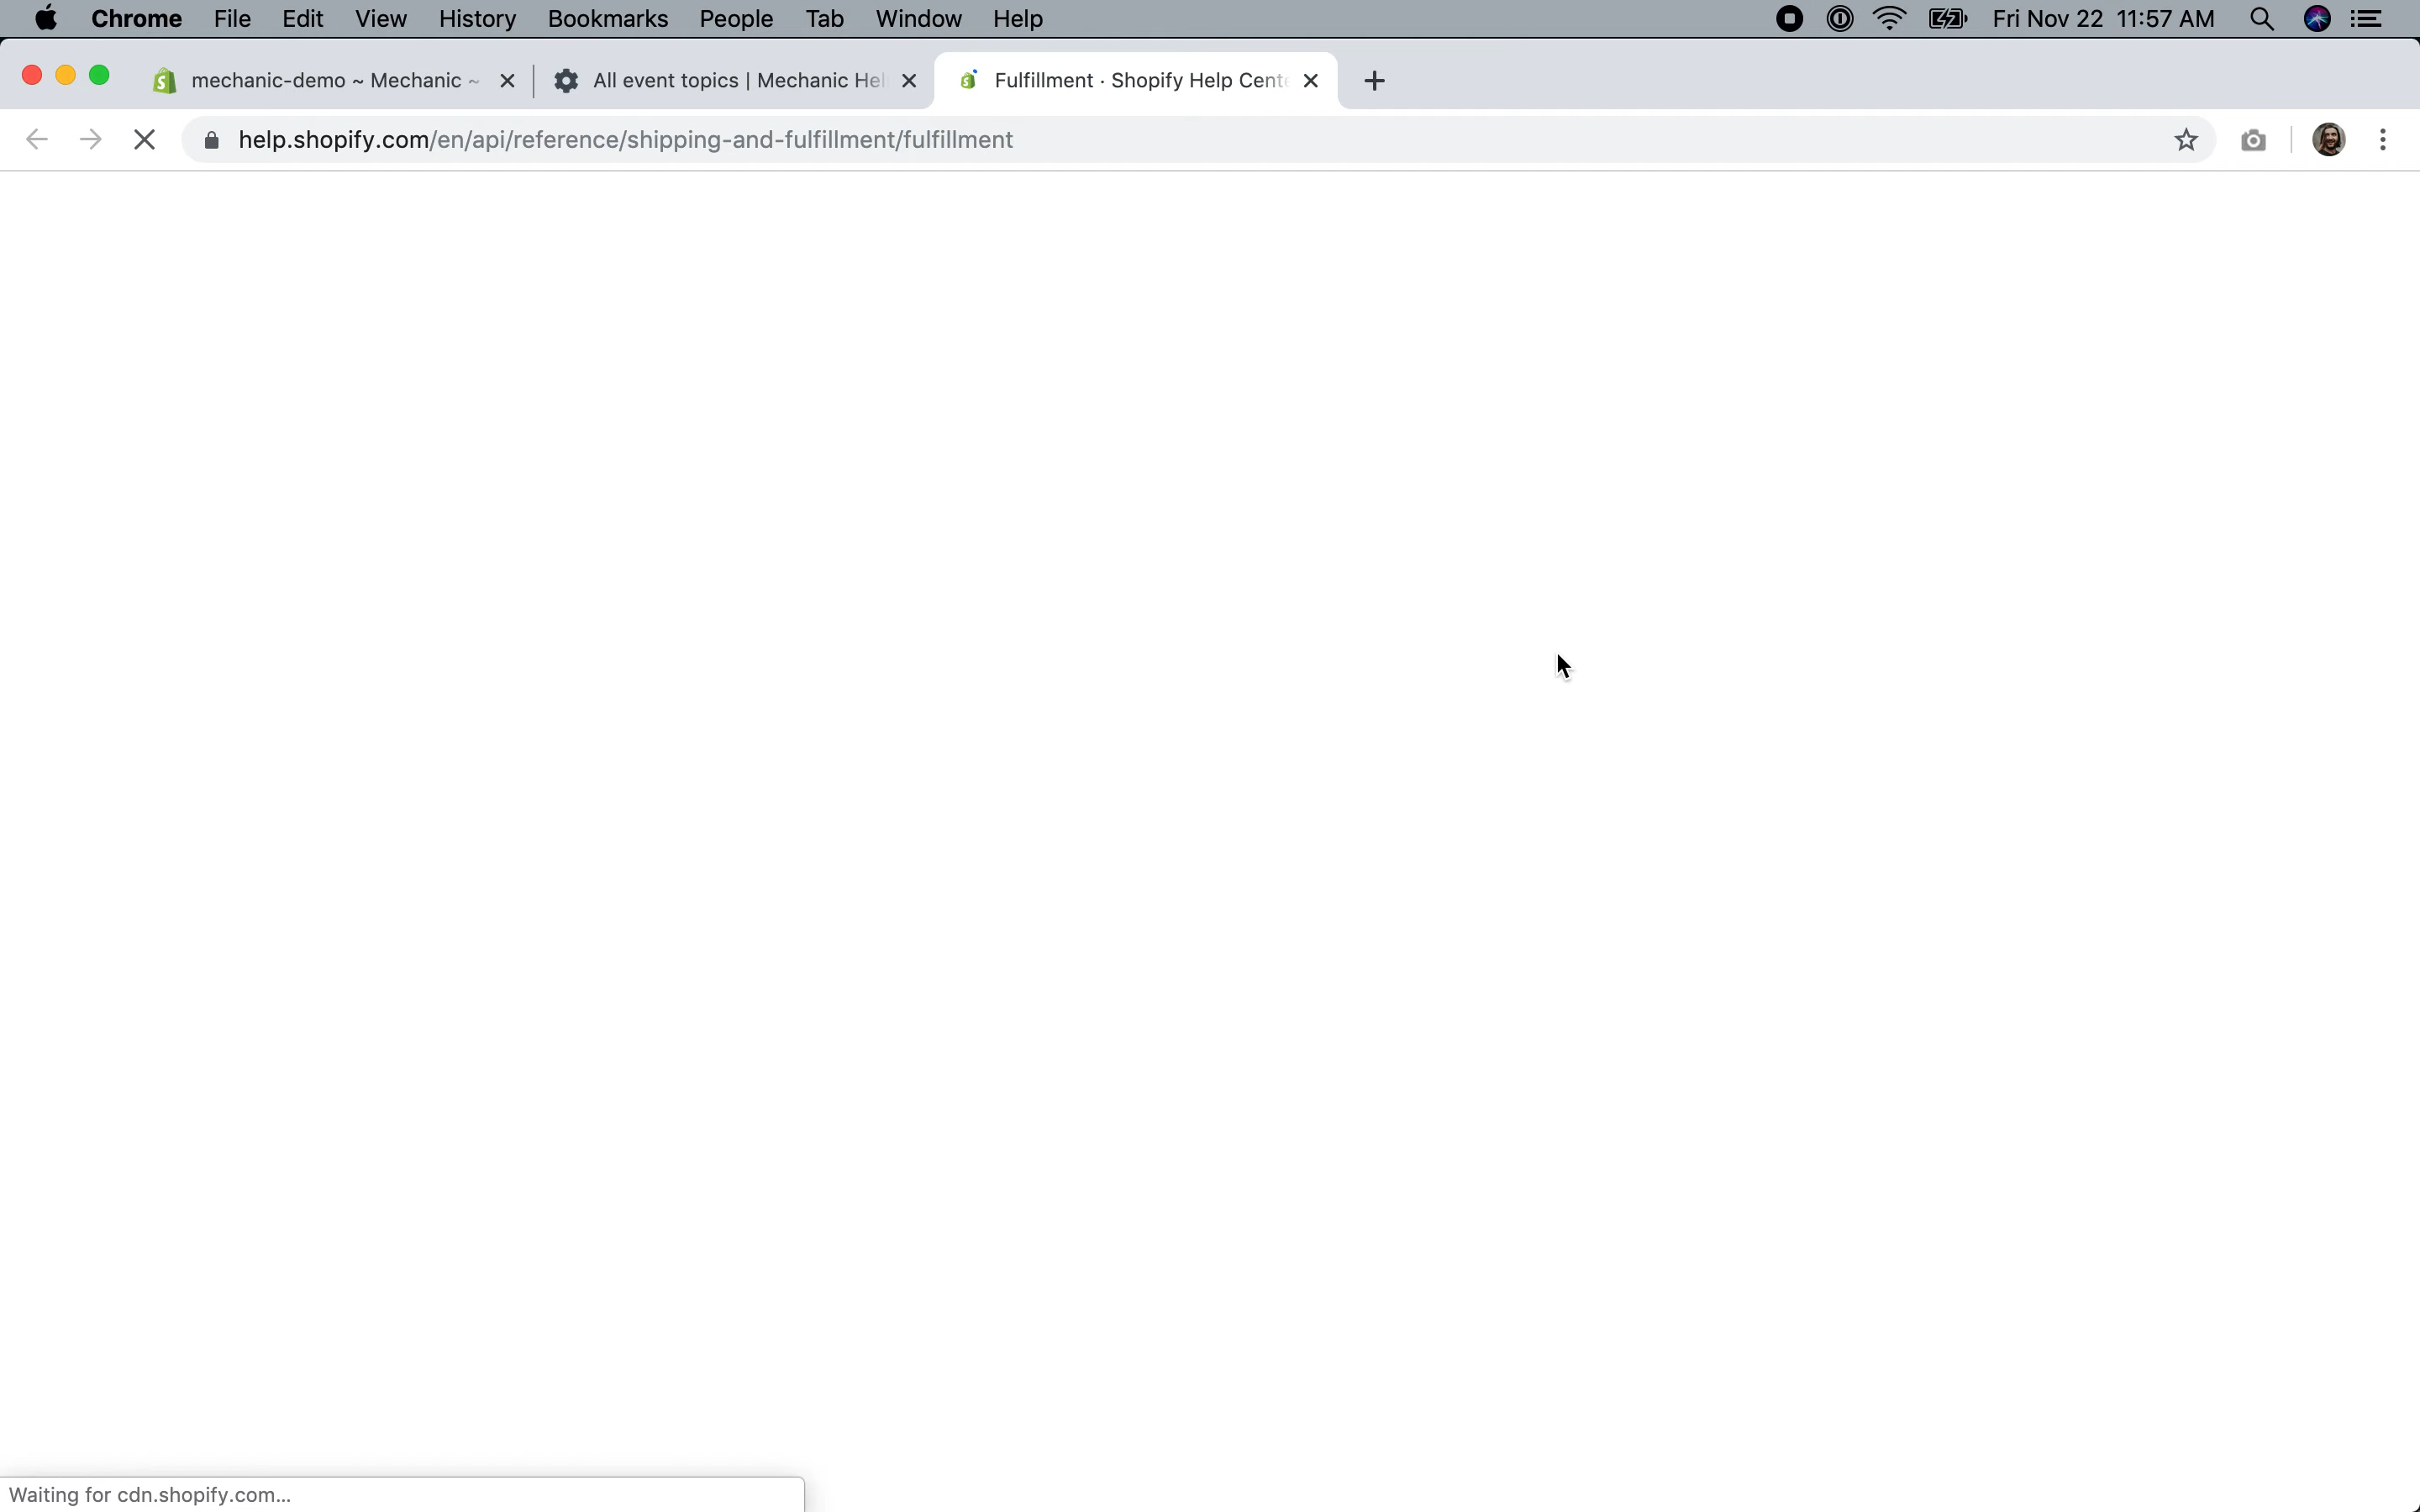 Chrome File Edit View History Bookmarks People Tab Window Help Fri Nov 22 11:57 AM
mechanic-demo ~ Mechanic ~ All event topics | Mechanic Hel Fulfillment · Shopify Help Cente
help.shopify.com/en/api/reference/shipping-and-fulfillment/fulfillment
Waiting for cdn.shopify.com...